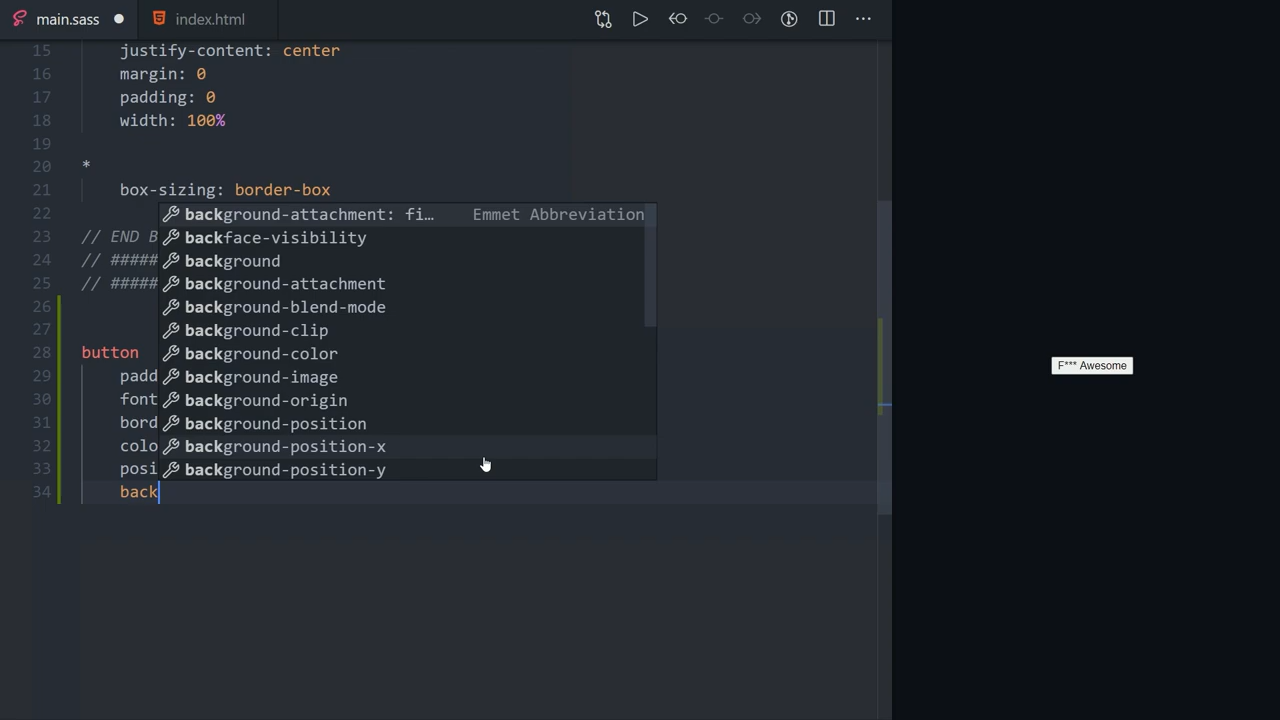 main.sass
index.html
15 justify-content: center
16 margin: 0
17 padding: 0
18 width: 100%
19
20 *
21 box-sizing: border-box
22
23 // END B
24 // #####
25 // #####
26
27
28 button
29 padd
30 font
31 bord
32 colo
33 posi
34 back
background-attachment: fi… Emmet Abbreviation
backface-visibility
background
background-attachment
background-blend-mode
background-clip
background-color
background-image
background-origin
background-position
background-position-x
background-position-y
F*** Awesome